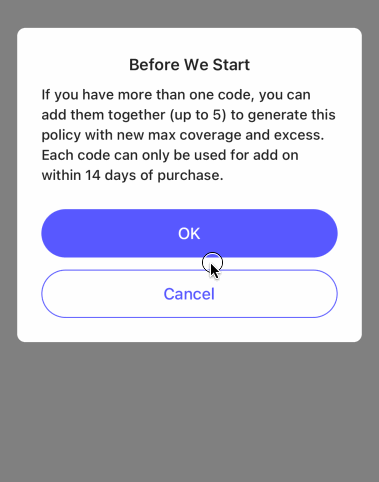 Before We Start
If you have more than one code, you can
add them together (up to 5) to generate this
policy with new max coverage and excess.
Each code can only be used for add on
within 14 days of purchase.
OK
Cancel